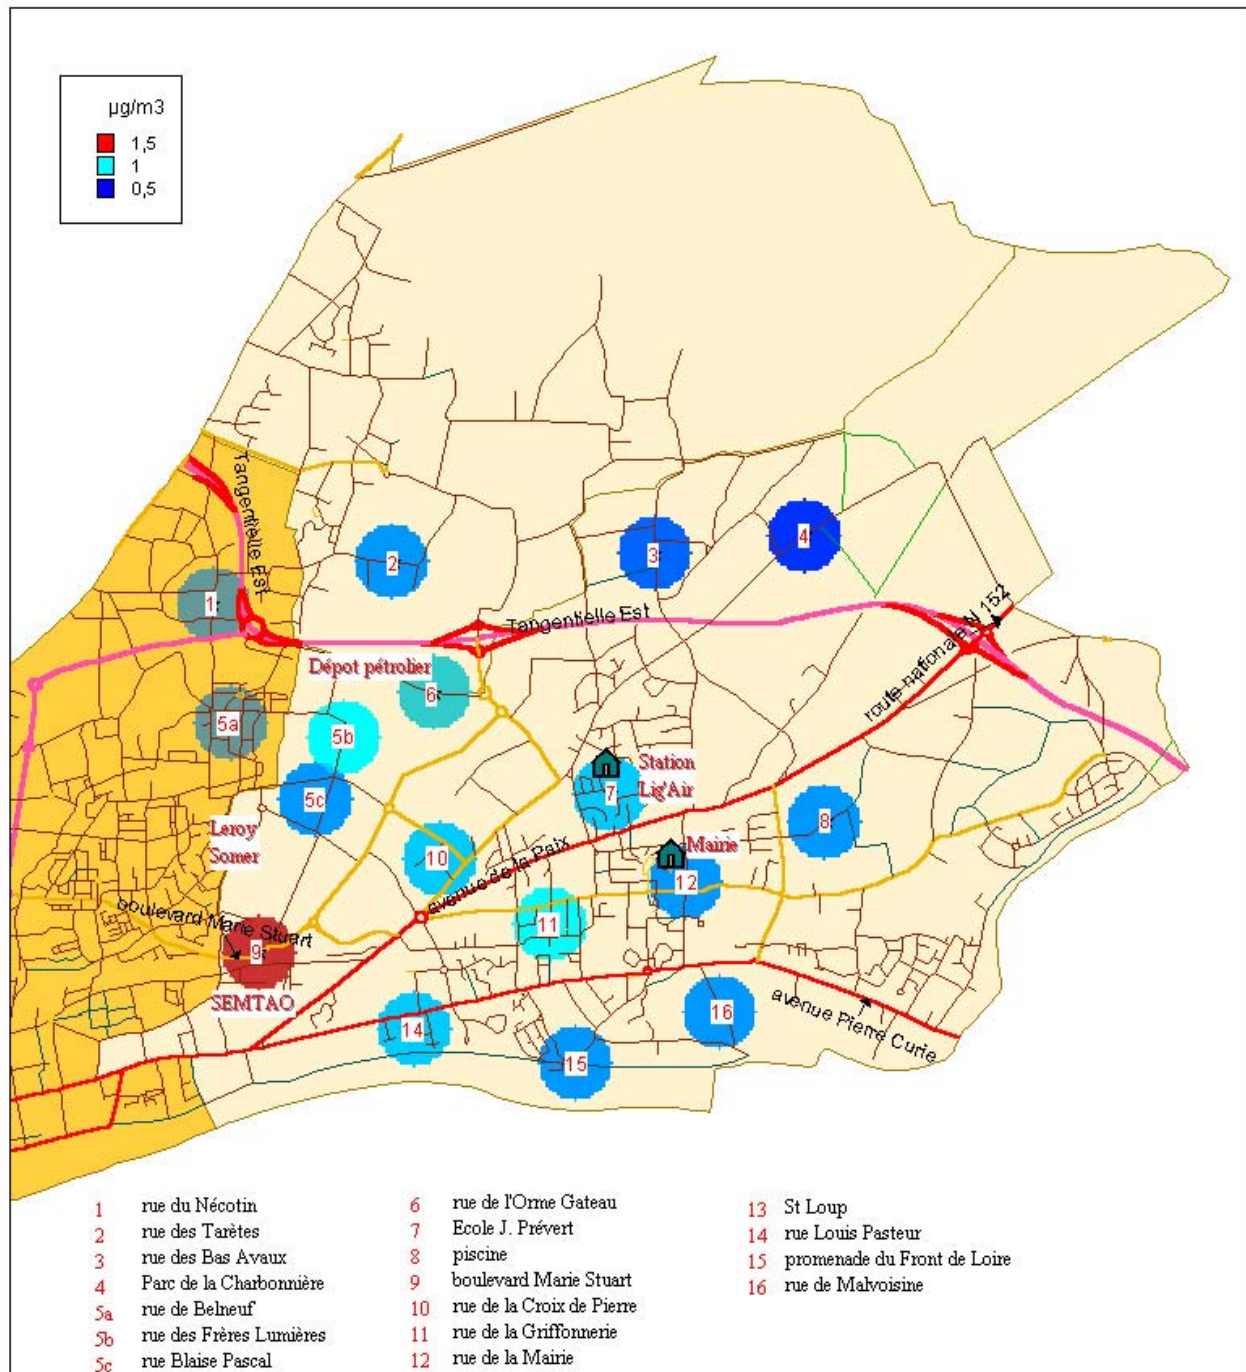 µg/m3
1,5
1
0,5
Tangentielle Est
2
3
4
1
Tangentielle Est
route nationale N 152
Dépot pétrolier
6
5a
5b
Station
Lig'Air
7
5c
8
Leroy
Somer
Mairie
10
avenue de la Paix
12
boulevard Marie Stuart
11
9
SEMTAO
avenue Pierre Curie
16
14
15
1 rue du Nécotin
2 rue des Tarètes
3 rue des Bas Avaux
4 Parc de la Charbonnière
5a rue de Belneuf
5b rue des Frères Lumières
5c rue Blaise Pascal
6 rue de l'Orme Gateau
7 Ecole J. Prévert
8 piscine
9 boulevard Marie Stuart
10 rue de la Croix de Pierre
11 rue de la Griffonnerie
12 rue de la Mairie
13 St Loup
14 rue Louis Pasteur
15 promenade du Front de Loire
16 rue de Malvoisine